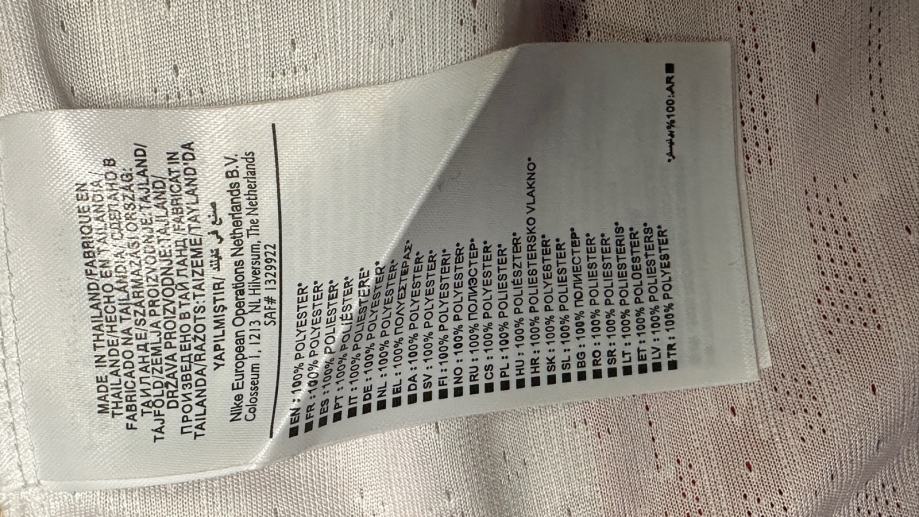 MADE IN THAILAND/FABRIQUE EN
THAILANDE/HECHO EN TAILANDIA/
FABRICADO NA TAILÂNDIA/СДЕЛАНО В
ТАИЛАНДЕ/SZÁRMAZÁSI ORSZÁG:
TÁJFÖLD/ZEMLJA PROIZVODNJE:TAJLAND/
DRŽAVA PROIZVODNJE:TAJLAND/
ПРОИЗВЕДЕНО В ТАЙЛАНД/FABRICAT IN
TAILANDA/RAŽOTS:TAIZEME/TAYLAND'DA
YAPILMIŞTIR/ صنع في تايلاند
Nike European Operations Netherlands B.V.
Colosseum 1, 1213 NL Hilversum, The Netherlands
SAF# 1329922
■ EN : 100% POLYESTER*
■ FR : 100% POLYESTER*
■ ES : 100% POLIÉSTER*
■ PT : 100% POLIÉSTER*
■ IT : 100% POLIESTERE*
■ DE : 100% POLYESTER*
■ NL : 100% POLYESTER*
■ EL : 100% ΠΟΛΥΕΣΤΕΡΑΣ*
■ DA : 100% POLYESTER*
■ SV : 100% POLYESTER*
■ FI : 100% POLYESTERI*
■ NO : 100% POLYESTER*
■ RU : 100% ПОЛИЭСТЕР*
■ CS : 100% POLYESTER*
■ PL : 100% POLIESTER*
■ HU : 100% POLIÉSZTER*
■ HR : 100% POLIESTERSKO VLAKNO*
■ SK : 100% POLYESTER*
■ SL : 100% POLIESTER*
■ BG : 100% ПОЛИЕСТЕР*
■ RO : 100% POLIESTER*
■ SR : 100% POLIESTER*
■ LT : 100% POLIESTERIS*
■ ET : 100% POLÜESTER*
■ LV : 100% POLIESTERS*
■ TR : 100% POLYESTER*
■ AR : 100% بوليستر*